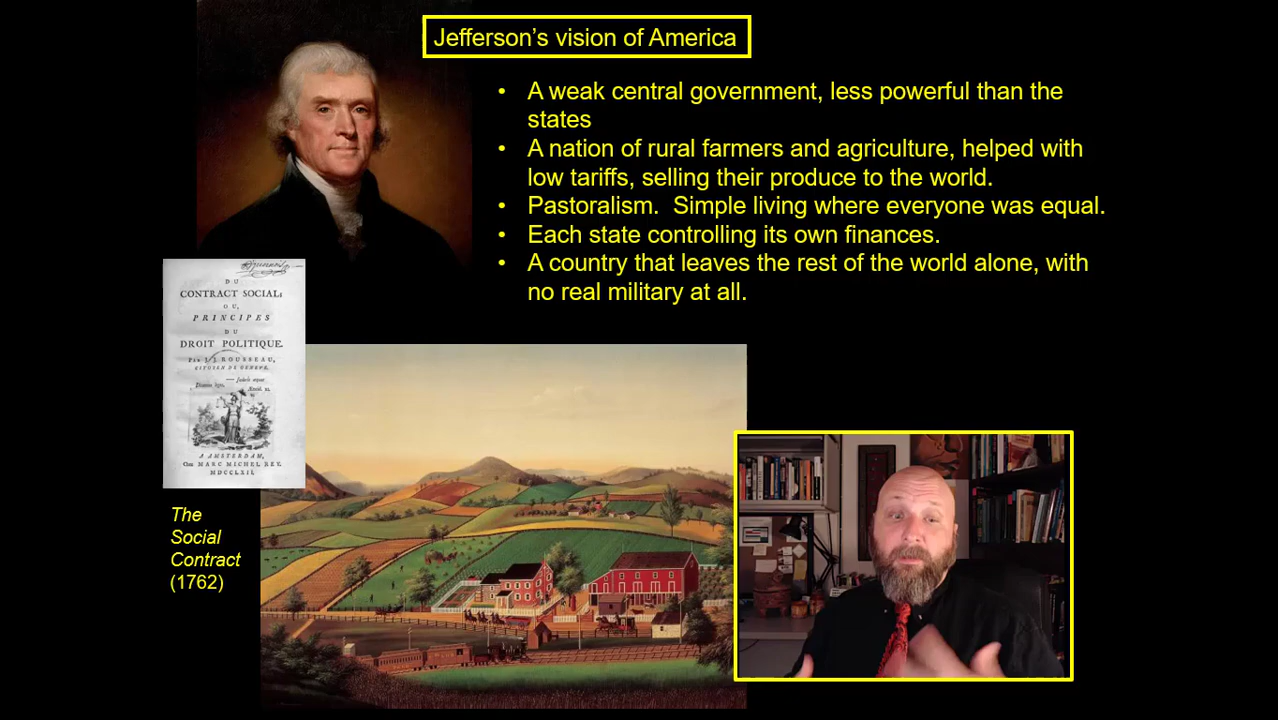 Jefferson's vision of America
• A weak central government, less powerful than the
states
• A nation of rural farmers and agriculture, helped with
low tariffs, selling their produce to the world.
• Pastoralism.  Simple living where everyone was equal.
• Each state controlling its own finances.
• A country that leaves the rest of the world alone, with
no real military at all.
DU
CONTRACT SOCIAL;
OU,
PRINCIPES
DU
DROIT POLITIQUE.
PAR J. J. ROUSSEAU,
CITOYEN DE GENEVE.
A AMSTERDAM,
Chez MARC MICHEL REY.
MDCCLXII.
The
Social
Contract
(1762)